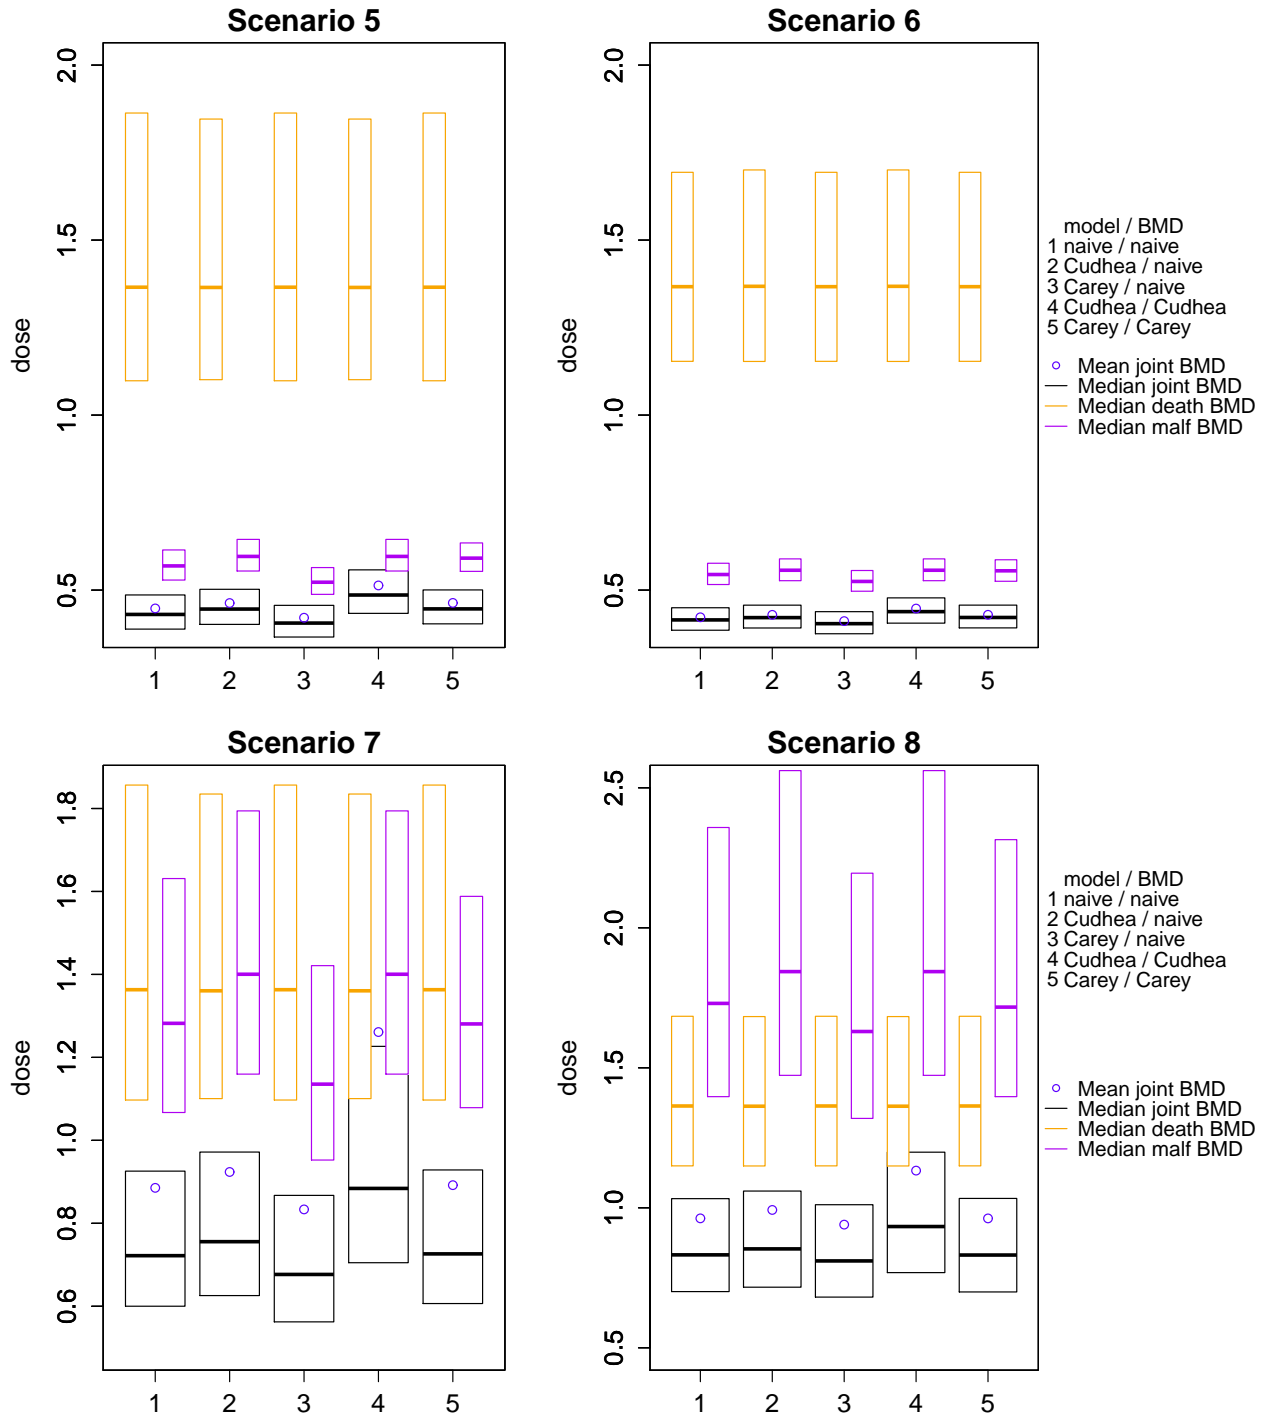 Scenario 5
2.0
1.5
1.0
0.5
dose
1 2 3 4 5
Scenario 6
2.0
1.5
1.0
0.5
dose
1 2 3 4 5
model / BMD
1 naive / naive
2 Cudhea / naive
3 Carey / naive
4 Cudhea / Cudhea
5 Carey / Carey
Mean joint BMD
Median joint BMD
Median death BMD
Median malf BMD
Scenario 7
1.8
1.6
1.4
1.2
1.0
0.8
0.6
dose
1 2 3 4 5
Scenario 8
2.5
2.0
1.5
1.0
0.5
dose
1 2 3 4 5
model / BMD
1 naive / naive
2 Cudhea / naive
3 Carey / naive
4 Cudhea / Cudhea
5 Carey / Carey
Mean joint BMD
Median joint BMD
Median death BMD
Median malf BMD